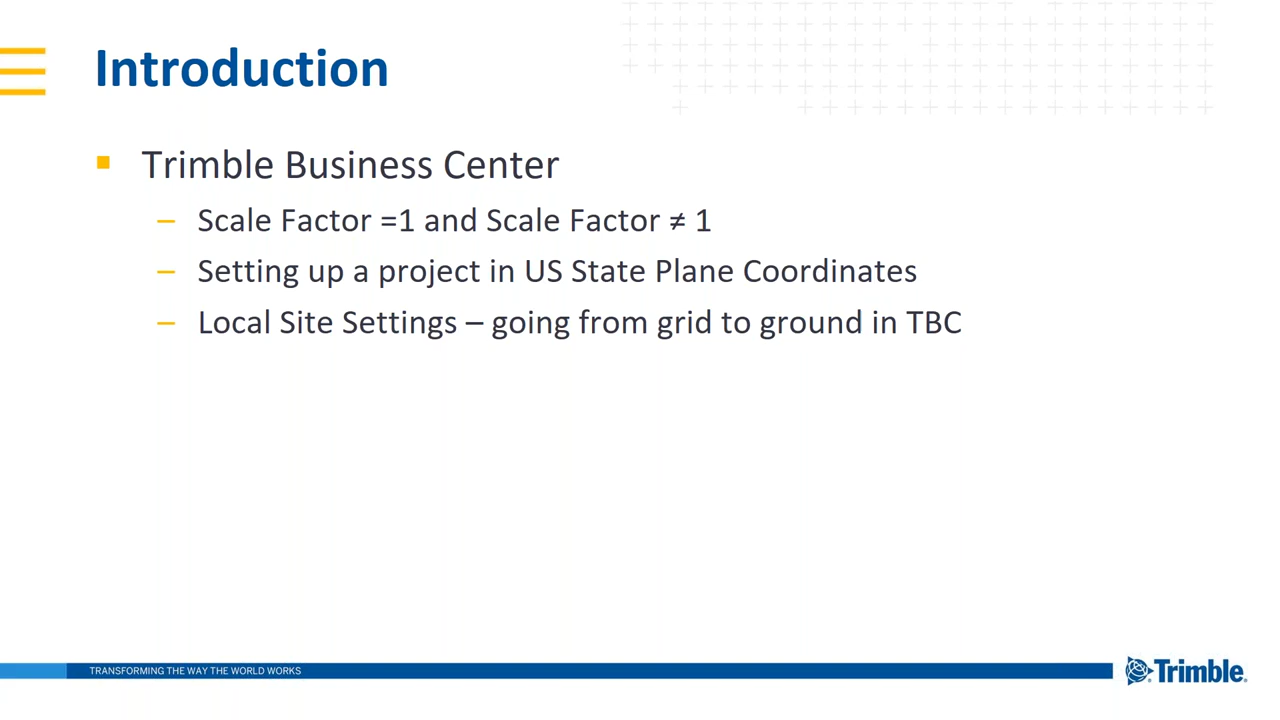 Introduction
▪ Trimble Business Center
– Scale Factor =1 and Scale Factor ≠ 1
– Setting up a project in US State Plane Coordinates
– Local Site Settings – going from grid to ground in TBC
TRANSFORMING THE WAY THE WORLD WORKS
Trimble